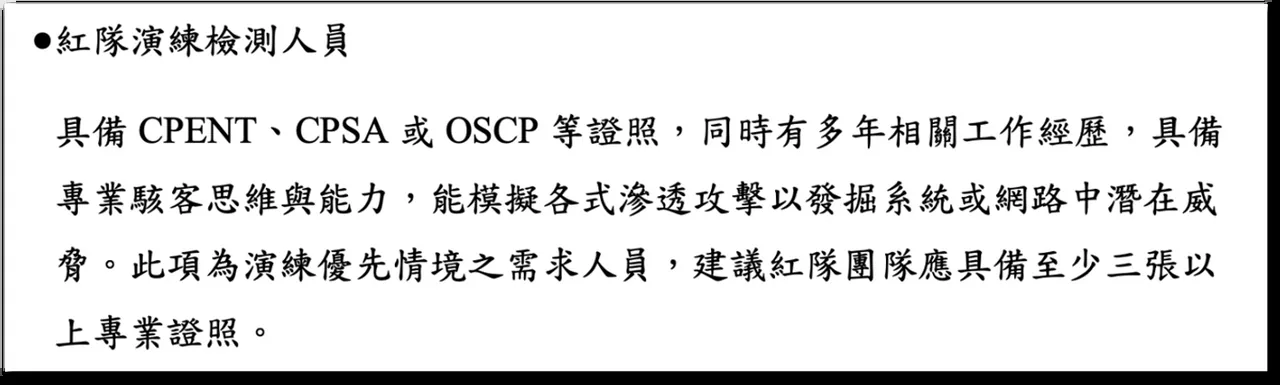 ●紅隊演練檢測人員
具備 CPENT、CPSA 或 OSCP 等證照，同時有多年相關工作經歷，具備
專業駭客思維與能力，能模擬各式滲透攻擊以發掘系統或網路中潛在威
脅。此項為演練優先情境之需求人員，建議紅隊團隊應具備至少三張以
上專業證照。